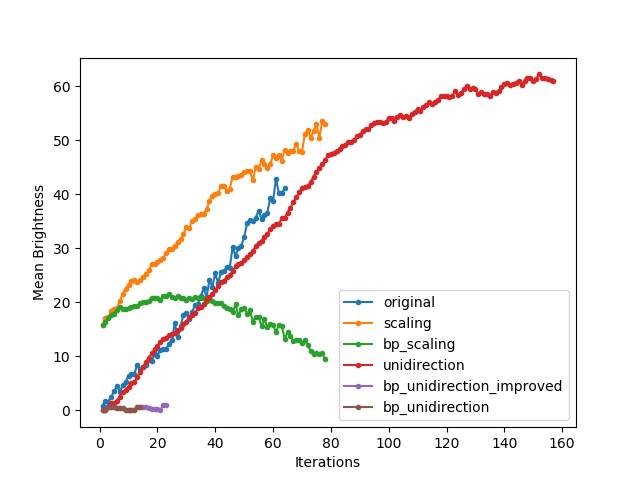 60
50
40
30
20
10
0
Mean Brightness
original
scaling
bp_scaling
unidirection
bp_unidirection_improved
bp_unidirection
0 20 40 60 80 100 120 140 160
Iterations